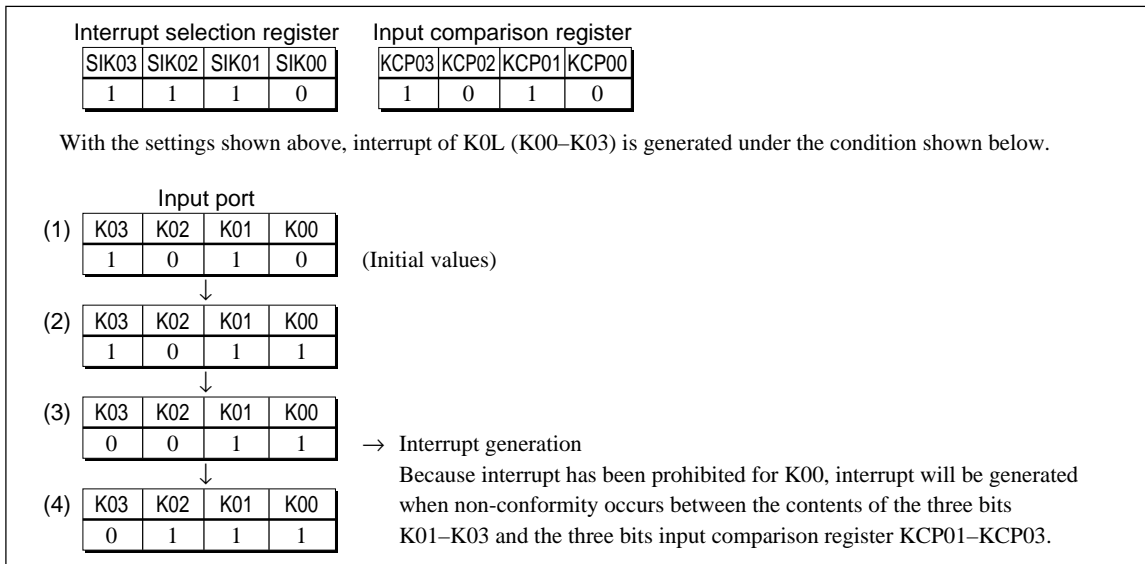 Interrupt selection register Input comparison register
SIK03 SIK02 SIK01 SIK00 KCP03 KCP02 KCP01 KCP00
1 1 1 0 1 0 1 0
With the settings shown above, interrupt of K0L (K00–K03) is generated under the condition shown below.
Input port
(1) K03 K02 K01 K00
1 0 1 0 (Initial values)
↓
(2) K03 K02 K01 K00
1 0 1 1
↓
(3) K03 K02 K01 K00
0 0 1 1 → Interrupt generation
↓ Because interrupt has been prohibited for K00, interrupt will be generated
(4) K03 K02 K01 K00 when non-conformity occurs between the contents of the three bits
0 1 1 1 K01–K03 and the three bits input comparison register KCP01–KCP03.